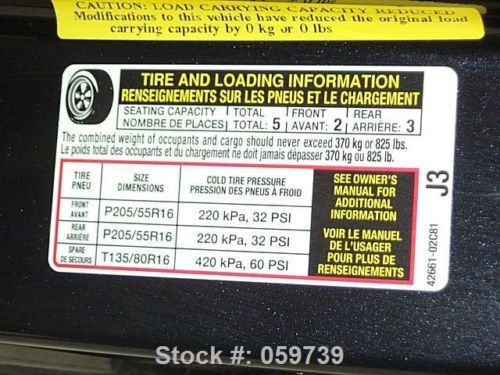 CAUTION: LOAD CARRYING CAPACITY REDUCED
Modifications to this vehicle have reduced the original load
carrying capacity by 0 kg or 0 lbs
TIRE AND LOADING INFORMATION
RENSEIGNEMENTS SUR LES PNEUS ET LE CHARGEMENT
SEATING CAPACITY TOTAL FRONT REAR
NOMBRE DE PLACES TOTAL: 5 AVANT: 2 ARRIÈRE: 3
The combined weight of occupants and cargo should never exceed 370 kg or 825 lbs.
Le poids total des occupants et du chargement ne doit jamais dépasser 370 kg ou 825 lb.
TIRE SIZE COLD TIRE PRESSURE
PNEU DIMENSIONS PRESSION DES PNEUS À FROID
FRONT
AVANT P205/55R16 220 kPa, 32 PSI
REAR
ARRIÈRE P205/55R16 220 kPa, 32 PSI
SPARE
DE SECOURS T135/80R16 420 kPa, 60 PSI
SEE OWNER'S
MANUAL FOR
ADDITIONAL
INFORMATION
VOIR LE MANUEL
DE L'USAGER
POUR PLUS DE
RENSEIGNEMENTS
J3
42661-02C81
Stock #: 059739